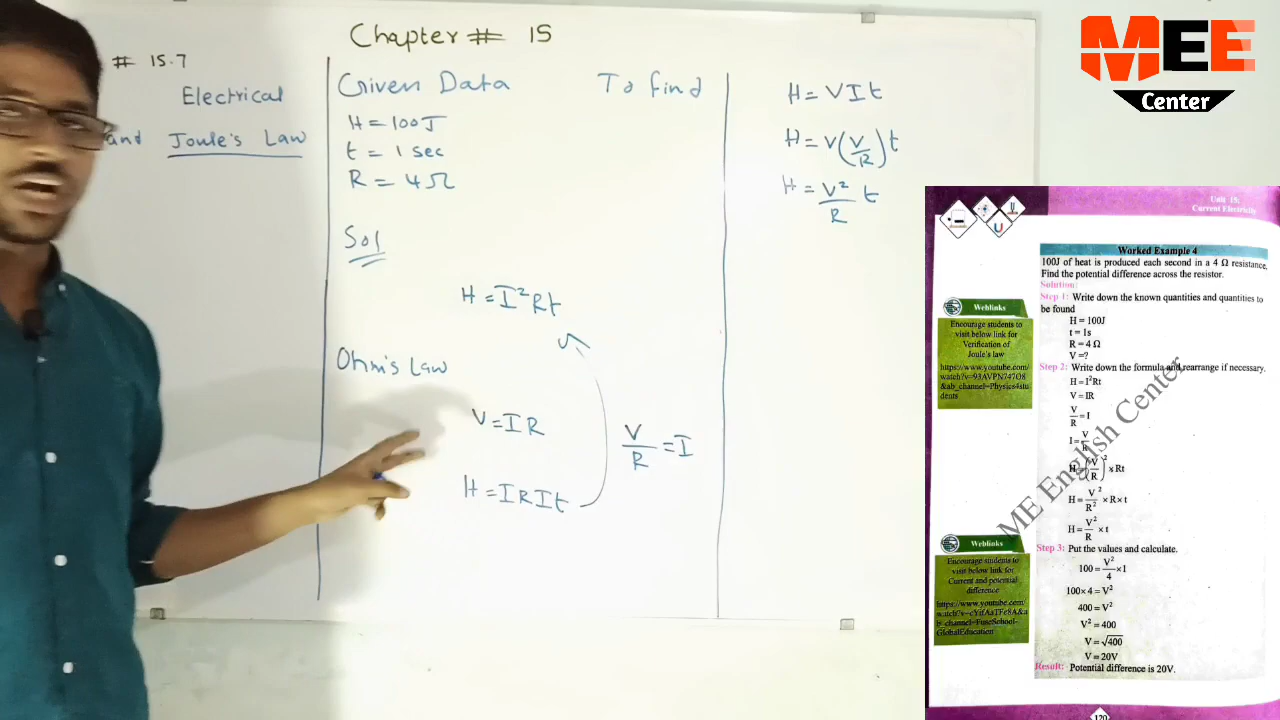 Chapter # 15
# 15.7
Electrical
and Joule's Law
Given Data
To find
H = 100J
t = 1 sec
R = 4Ω
Sol
H = I²Rt
Ohm's Law
V = IR
V/R = I
H = IRIt
H = VIt
H = V(V/R)t
H = V²/R t
MEE
Center
Unit 15:
Current Electricity
Worked Example 4
100J of heat is produced each second in a 4 Ω resistance.
Find the potential difference across the resistor.
Solution:
Step 1: Write down the known quantities and quantities to
be found
H = 100J
t = 1s
R = 4 Ω
V =?
Step 2: Write down the formula and rearrange if necessary.
H = I²Rt
V = IR
V/R = I
I = V/R
H = (V/R)² × Rt
H = V²/R² × R × t
H = V²/R × t
Step 3: Put the values and calculate.
100 = V²/4 × 1
100 × 4 = V²
400 = V²
V² = 400
V = √400
V = 20V
Result: Potential difference is 20V.
120
Weblinks
Encourage students to
visit below link for
Verification of
Joule's law
https://www.youtube.com/
watch?v=93AVPN747O8
&ab_channel=Physics4stu
dents
Weblinks
Encourage students to
visit below link for
Current and potential
difference
https://www.youtube.com/
b_channel=FuseSchool-
GlobalEducation
ME English Center